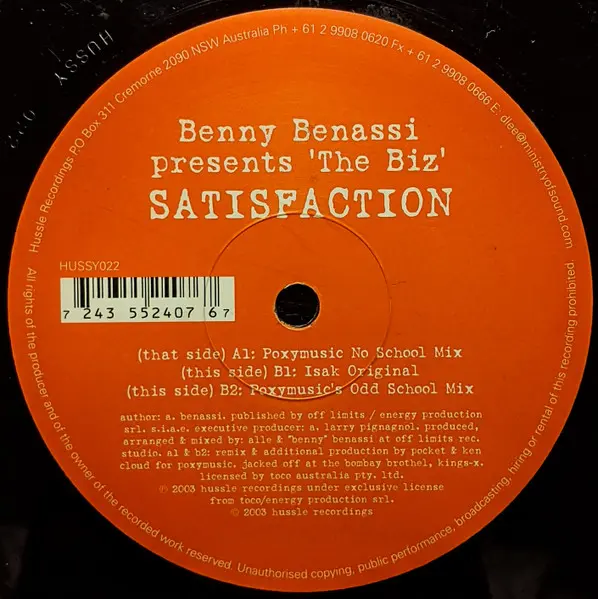 Hussle Recordings P.O Box 311 Cremorne 2090 NSW Australia Ph + 61 2 9908 0620 Fx + 61 2 9908 0666 E: dlee@ministryofsound.com
Benny Benassi
presents 'The Biz'
SATISFACTION
HUSSY022
7 243 552407 6 7
(that side) A1: Poxymusic No School Mix
(this side) B1: Isak Original
(this side) B2: Poxymusic's Odd School Mix
author: a. benassi. published by off limits / energy production
srl. s.i.a.e. executive producer: a. larry pignagnol. produced,
arranged & mixed by: alle & "benny" benassi at off limits rec.
studio. a1 & b2: remix & additional production by pocket & ken
cloud for poxymusic. jacked off at the bombay brothel, kings-x.
licensed by toco australia pty. ltd.
℗ 2003 hussle recordings under exclusive license
from toco/energy production srl.
© 2003 hussle recordings
All rights of the producer and of the owner of the recorded work reserved. Unauthorised copying, public performance, broadcasting, hiring or rental of this recording prohibited
HUSSY 022